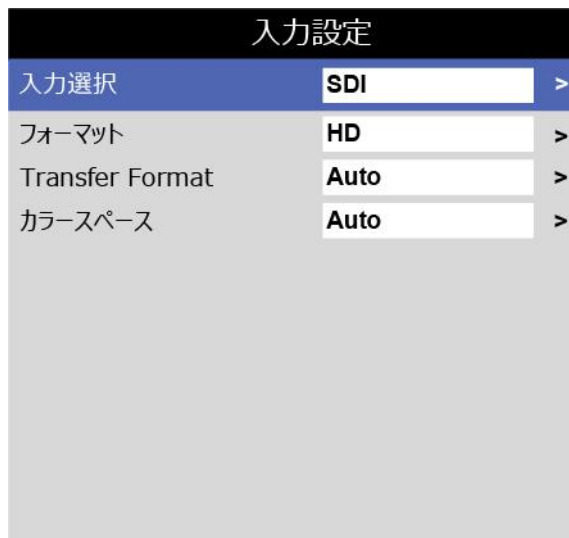 入力設定
入力選択 SDI >
フォーマット HD >
Transfer Format Auto >
カラースペース Auto >